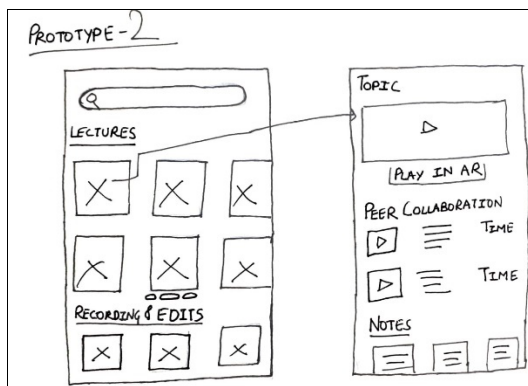 PROTOTYPE-2
LECTURES
RECORDING & EDITS
TOPIC
PLAY IN AR
PEER COLLABORATION
TIME
TIME
NOTES